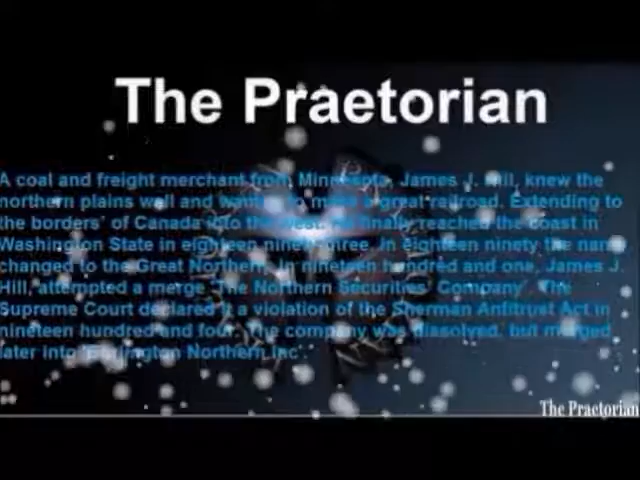 The Praetorian
A coal and freight merchant from Minnesota, James J. Hill, knew the
northern plains well and to make a great railroad. Extending to
the borders' of Canada into the west. He finally reached the coast in
Washington State in eighteen ninety three. In eighteen ninety the nam
changed to the Great Northern. In nineteen hundred and one, James J.
Hill, attempted a merge 'The Northern Securities Company'. The
Supreme Court declared it a violation of the Sherman Antitrust Act in
nineteen hundred and four. The company was dissolved, but merged
later into 'Burlington Northern Inc'.
The Praetorian